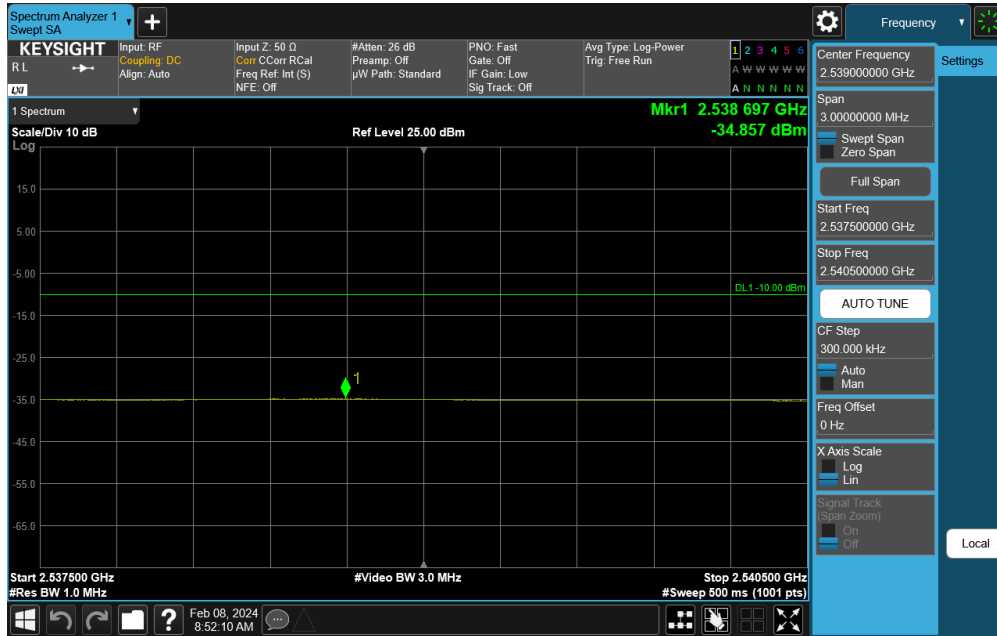 Spectrum Analyzer 1
Swept SA
Frequency
KEYSIGHT
R L
LXI
Input: RF
Coupling: DC
Align: Auto
Input Z: 50 Ω
Corr CCorr RCal
Freq Ref: Int (S)
NFE: Off
#Atten: 26 dB
Preamp: Off
µW Path: Standard
PNO: Fast
Gate: Off
IF Gain: Low
Sig Track: Off
Avg Type: Log-Power
Trig: Free Run
1 2 3 4 5 6
A W W W W W
A N N N N N
1 Spectrum
Scale/Div 10 dB
Log
Ref Level 25.00 dBm
Mkr1 2.538 697 GHz
-34.857 dBm
15.0
5.00
-5.00
-15.0
-25.0
-35.0
-45.0
-55.0
-65.0
DL1 -10.00 dBm
1
Start 2.537500 GHz
#Res BW 1.0 MHz
#Video BW 3.0 MHz
Stop 2.540500 GHz
#Sweep 500 ms (1001 pts)
Feb 08, 2024
8:52:10 AM
Center Frequency
2.539000000 GHz
Settings
Span
3.00000000 MHz
Swept Span
Zero Span
Full Span
Start Freq
2.537500000 GHz
Stop Freq
2.540500000 GHz
AUTO TUNE
CF Step
300.000 kHz
Auto
Man
Freq Offset
0 Hz
X Axis Scale
Log
Lin
Signal Track
(Span Zoom)
On
Off
Local